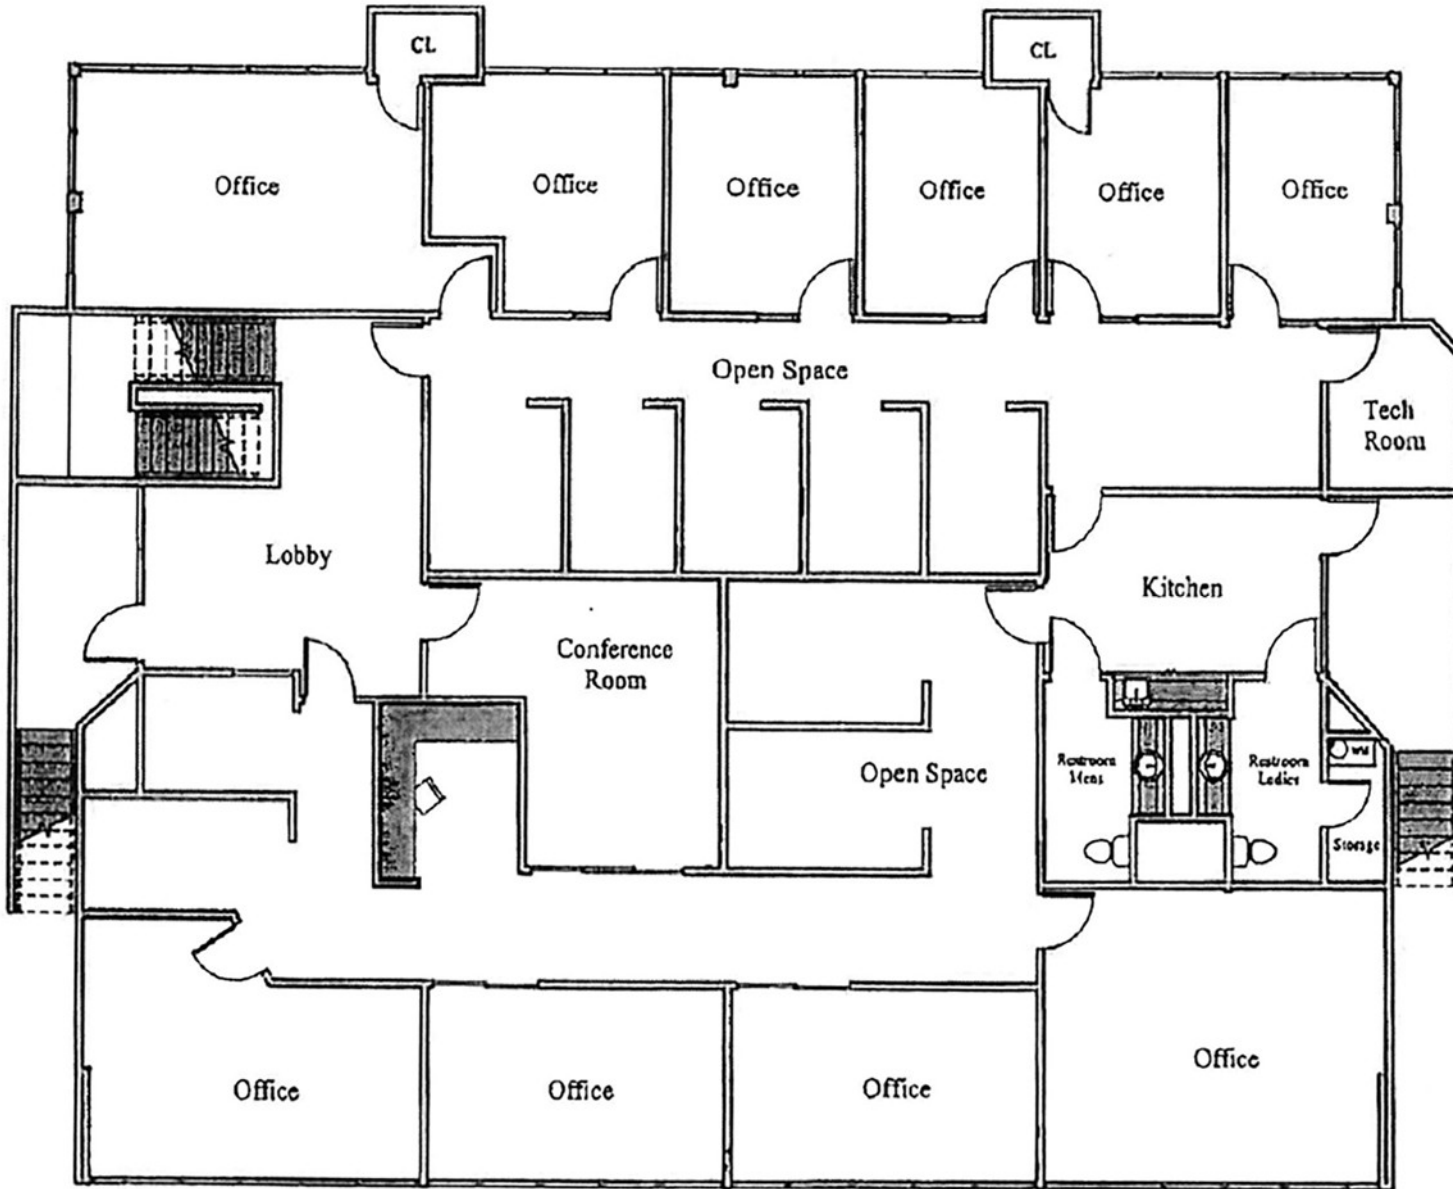 CL
CL
Office
Office
Office
Office
Office
Office
Open Space
Tech
Room
Lobby
Kitchen
Conference
Room
Open Space
Restroom
Mens
Restroom
Ladies
WH
Storage
Office
Office
Office
Office